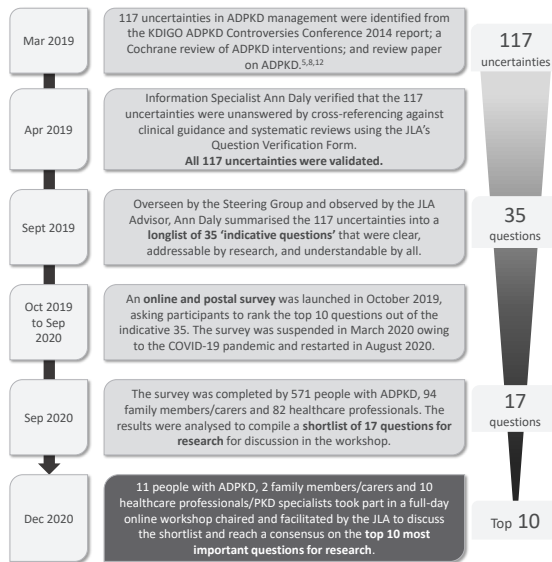 Mar 2019
117 uncertainties in ADPKD management were identified from
the KDIGO ADPKD Controversies Conference 2014 report; a
Cochrane review of ADPKD interventions; and review paper
on ADPKD.5,8,12
117
uncertainties
Apr 2019
Information Specialist Ann Daly verified that the 117
uncertainties were unanswered by cross-referencing against
clinical guidance and systematic reviews using the JLA’s
Question Verification Form.
All 117 uncertainties were validated.
Sept 2019
Overseen by the Steering Group and observed by the JLA
Advisor, Ann Daly summarised the 117 uncertainties into a
longlist of 35 ‘indicative questions’ that were clear,
addressable by research, and understandable by all.
35
questions
Oct 2019
to Sep
2020
An online and postal survey was launched in October 2019,
asking participants to rank the top 10 questions out of the
indicative 35. The survey was suspended in March 2020 owing
to the COVID-19 pandemic and restarted in August 2020.
Sep 2020
The survey was completed by 571 people with ADPKD, 94
family members/carers and 82 healthcare professionals. The
results were analysed to compile a shortlist of 17 questions for
research for discussion in the workshop.
17
questions
Dec 2020
11 people with ADPKD, 2 family members/carers and 10
healthcare professionals/PKD specialists took part in a full-day
online workshop chaired and facilitated by the JLA to discuss
the shortlist and reach a consensus on the top 10 most
important questions for research.
Top 10